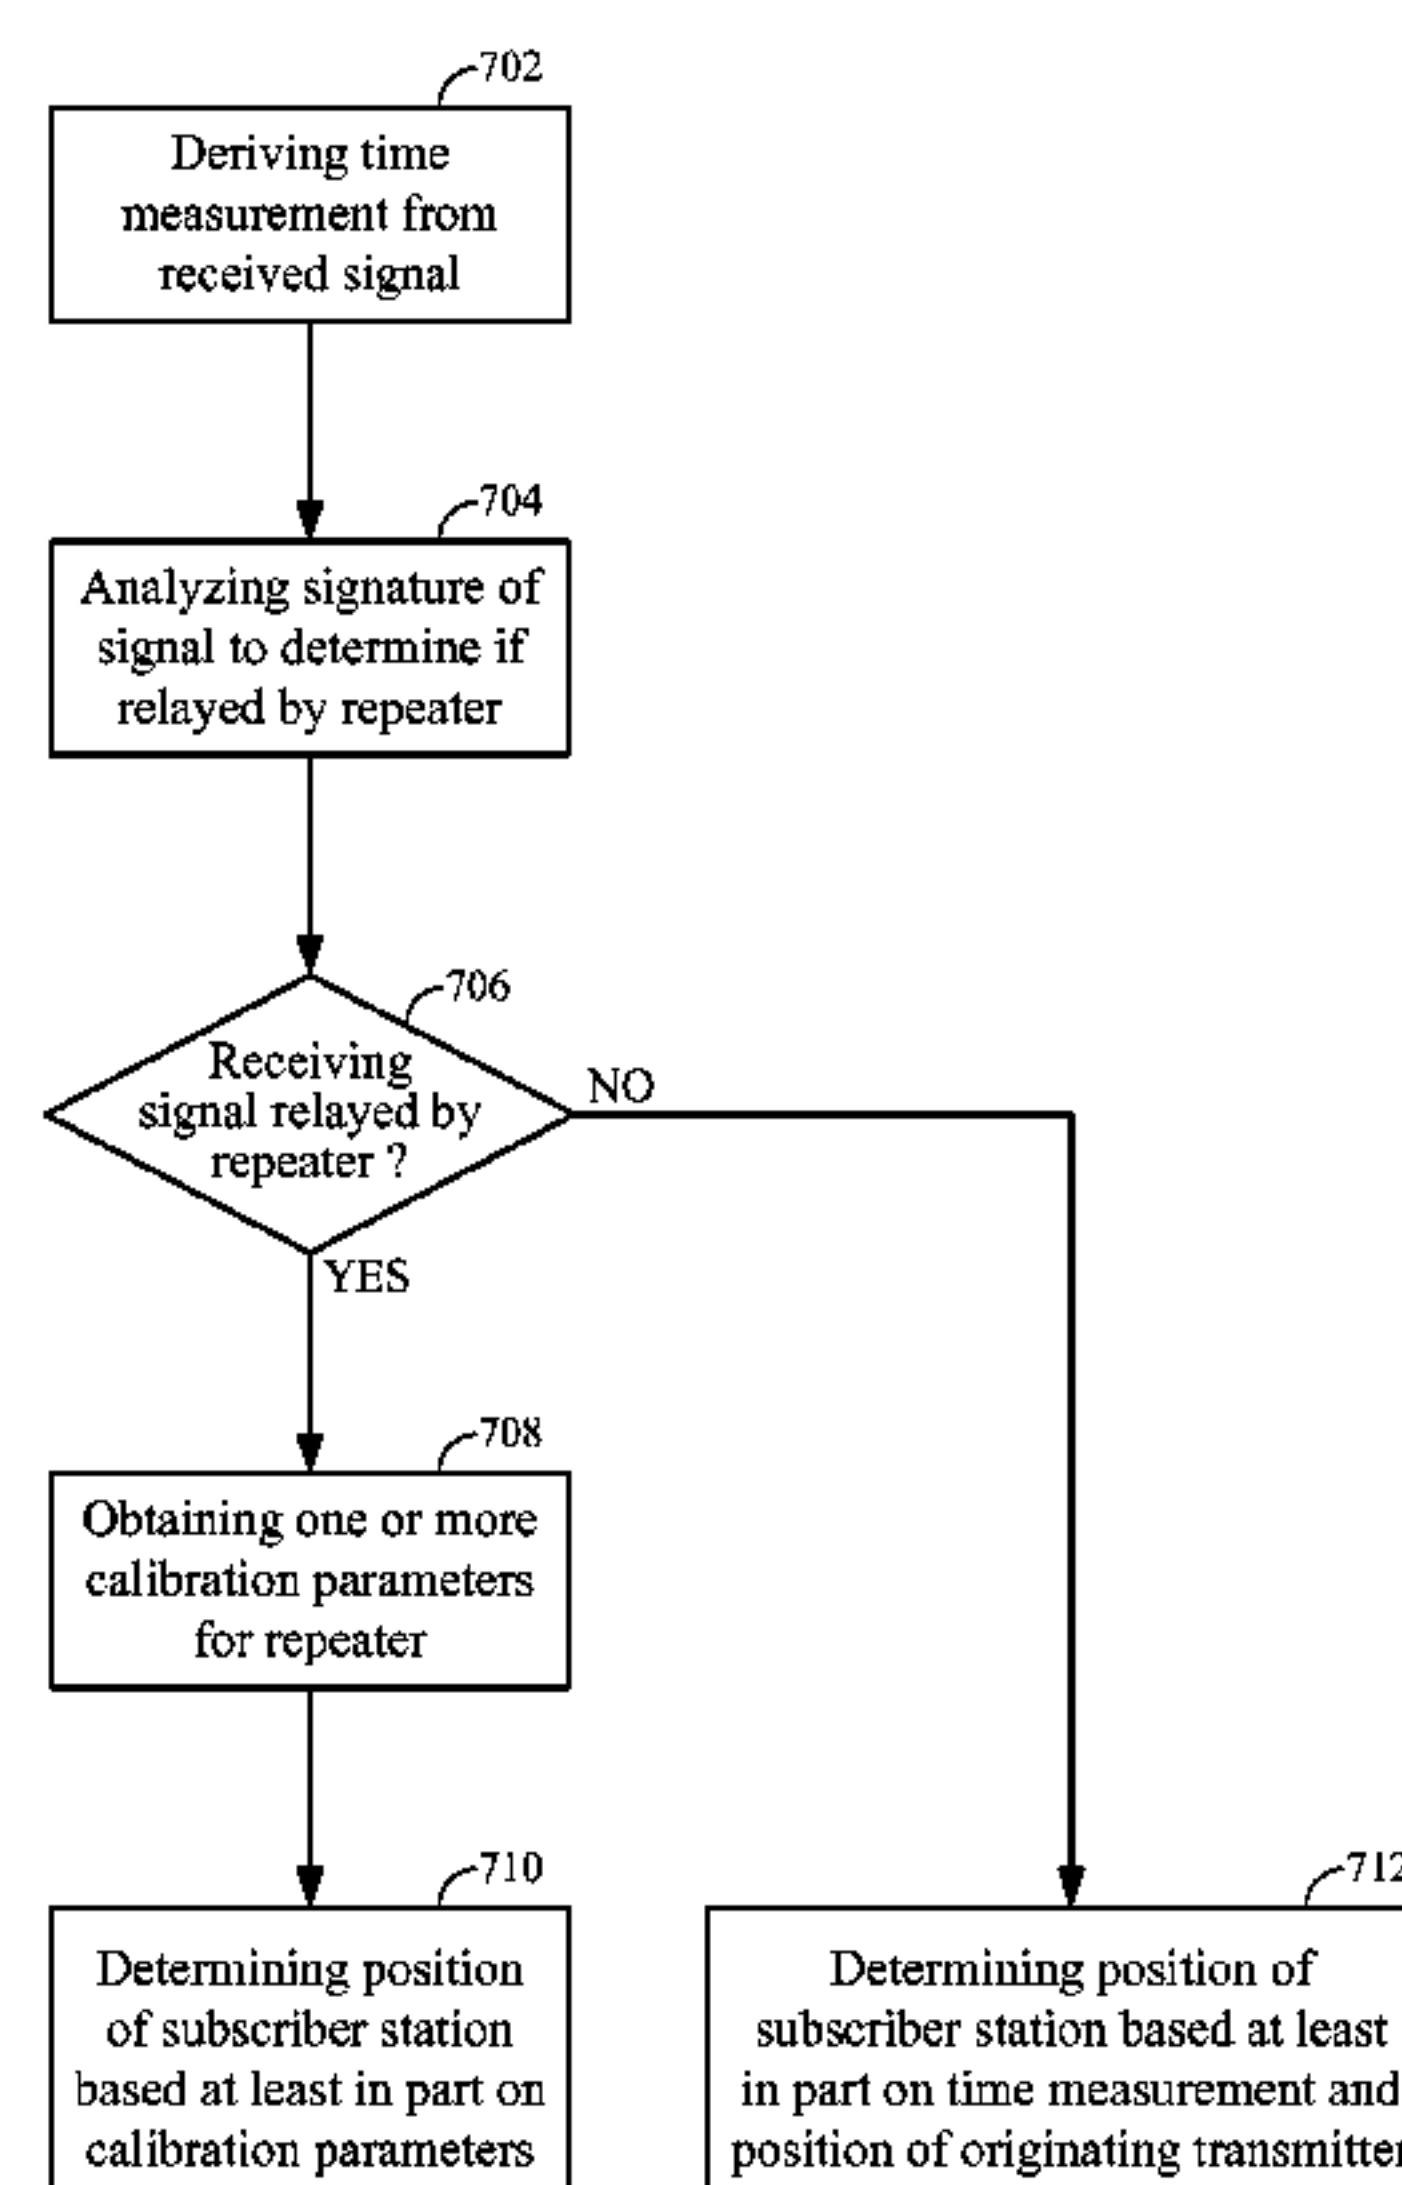 702
Deriving time
measurement from
received signal
704
Analyzing signature of
signal to determine if
relayed by repeater
706
Receiving
signal relayed by
repeater ?
NO
YES
708
Obtaining one or more
calibration parameters
for repeater
710
Determining position
of subscriber station
based at least in part on
calibration parameters
712
Determining position of
subscriber station based at least
in part on time measurement and
position of originating transmitter